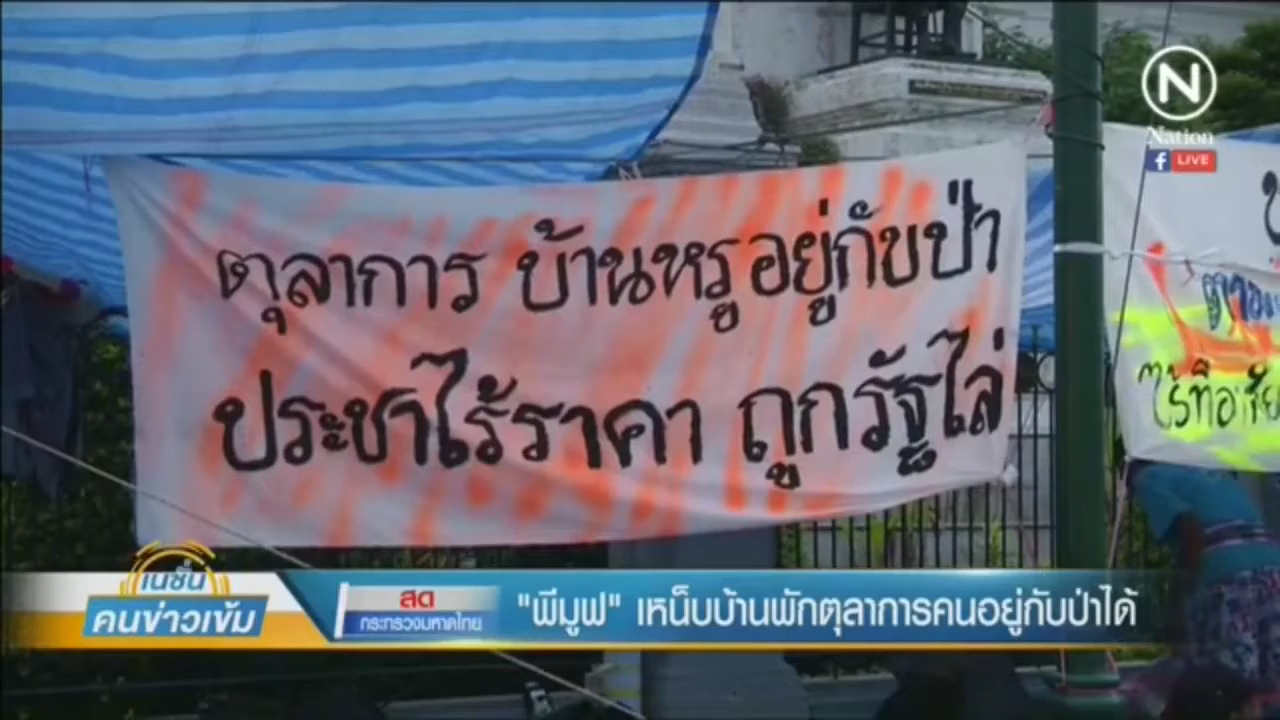 N
Nation
f LIVE
ตุลาการ บ้านหรูอยู่กับป่า
ประชาไร้ราคา ถูกรัฐไล่
เนชั่น
คนข่าวเข้ม
สด
กระทรวงมหาดไทย
"พีมูฟ" เหน็บบ้านพักตุลาการคนอยู่กับป่าได้